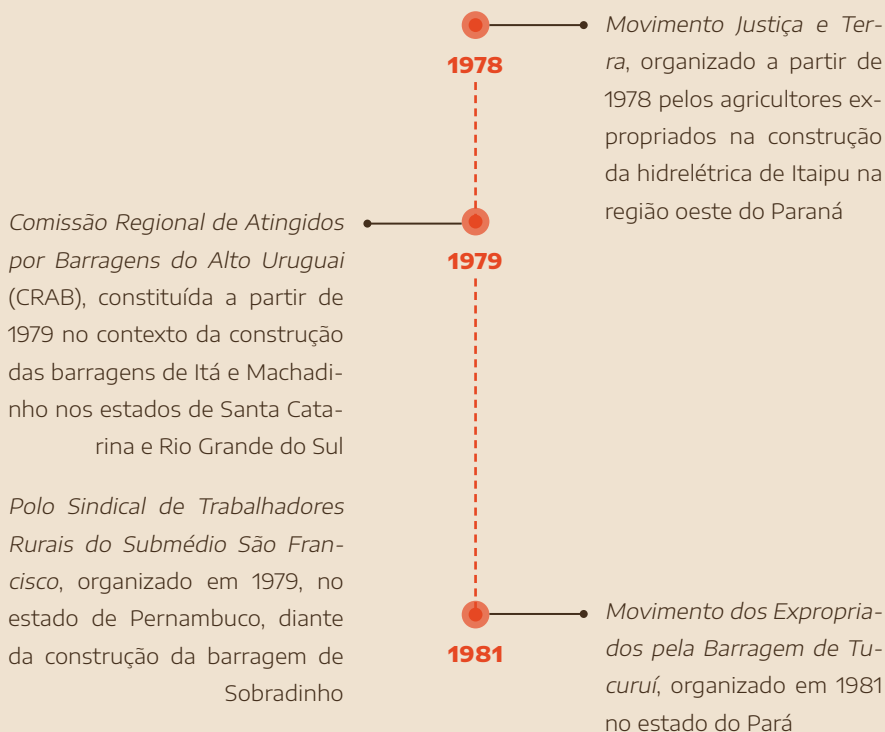 1978
Movimento Justiça e Ter-
ra, organizado a partir de
1978 pelos agricultores ex-
propriados na construção
da hidrelétrica de Itaipu na
região oeste do Paraná
1979
Comissão Regional de Atingidos
por Barragens do Alto Uruguai
(CRAB), constituída a partir de
1979 no contexto da construção
das barragens de Itá e Machadi-
nho nos estados de Santa Cata-
rina e Rio Grande do Sul
Polo Sindical de Trabalhadores
Rurais do Submédio São Fran-
cisco, organizado em 1979, no
estado de Pernambuco, diante
da construção da barragem de
Sobradinho
1981
Movimento dos Expropria-
dos pela Barragem de Tu-
curuí, organizado em 1981
no estado do Pará